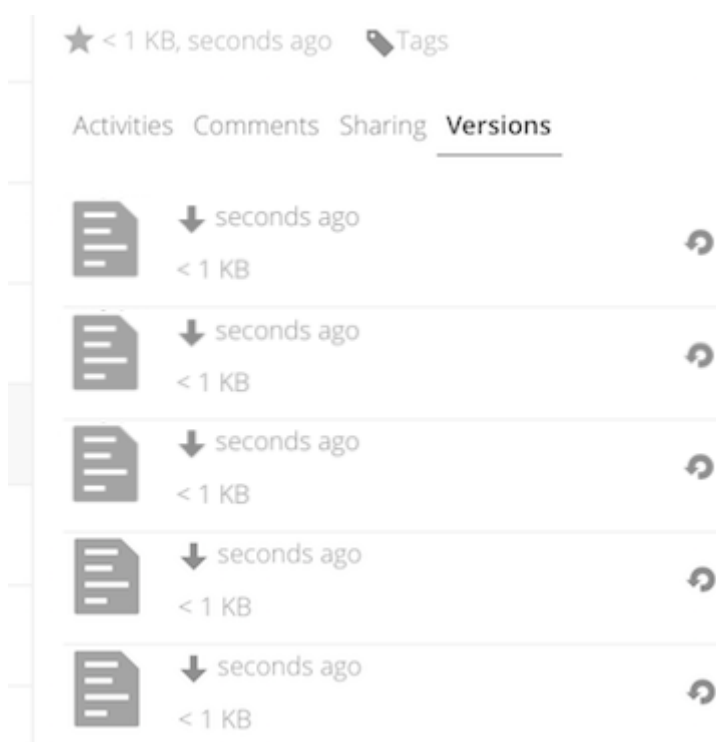 < 1 KB, seconds ago Tags
Activities Comments Sharing Versions
seconds ago
< 1 KB
seconds ago
< 1 KB
seconds ago
< 1 KB
seconds ago
< 1 KB
seconds ago
< 1 KB